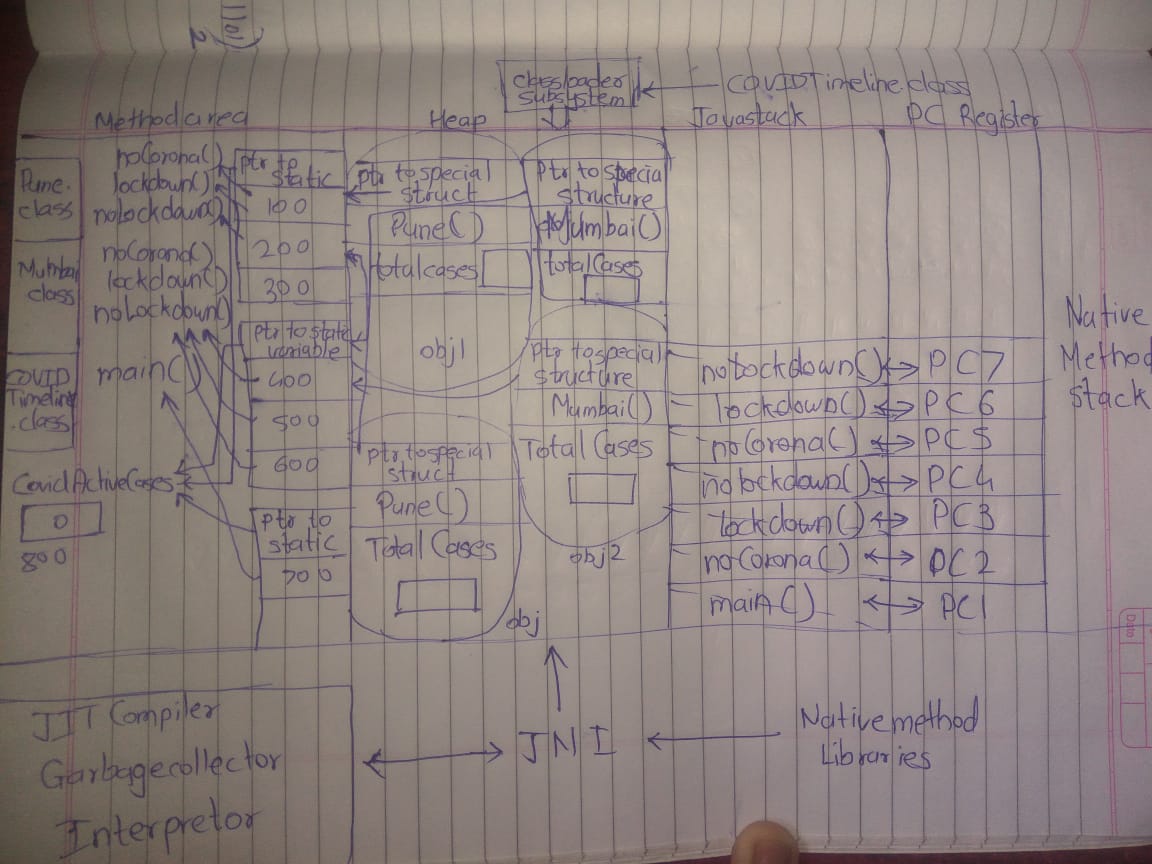 Classloader
subsystem
COVIDTimeline.class
Method area
Heap
Javastack
PC Register
Pune.
class
Mumbai
class
COVID
Timeline
.class
CovidActiveCases
0
800
noCorona()
lockdown()
nolockdown()
noCorona()
lockdown()
noLockdown()
main()
ptr to
static
100
200
300
ptr to static
variable
400
500
600
ptr to
static
700
ptr to special
struct
Pune()
totalcases
obj1
ptr to special
struct
Pune()
Total Cases
obj
ptr to specia
structure
Mumbai()
total Cases
ptr to special
structure
Mumbai()
Total Cases
obj2
nolockdown() PC7
lockdown() PC6
noCorona() PC5
nolockdown() PC4
lockdown() PC3
noCorona() PC2
main() PC1
Native
Method
Stack
JIT Compiler
Garbagecollector
Interpretor
JNI
Nativemethod
Libraries
Date